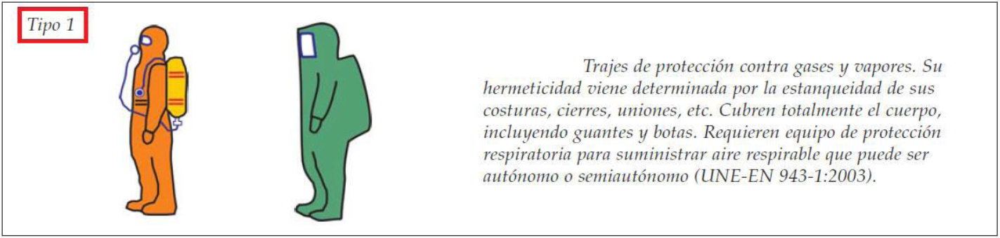 Tipo 1
Trajes de protección contra gases y vapores. Su
hermeticidad viene determinada por la estanqueidad de sus
costuras, cierres, uniones, etc. Cubren totalmente el cuerpo,
incluyendo guantes y botas. Requieren equipo de protección
respiratoria para suministrar aire respirable que puede ser
autónomo o semiautónomo (UNE-EN 943-1:2003).